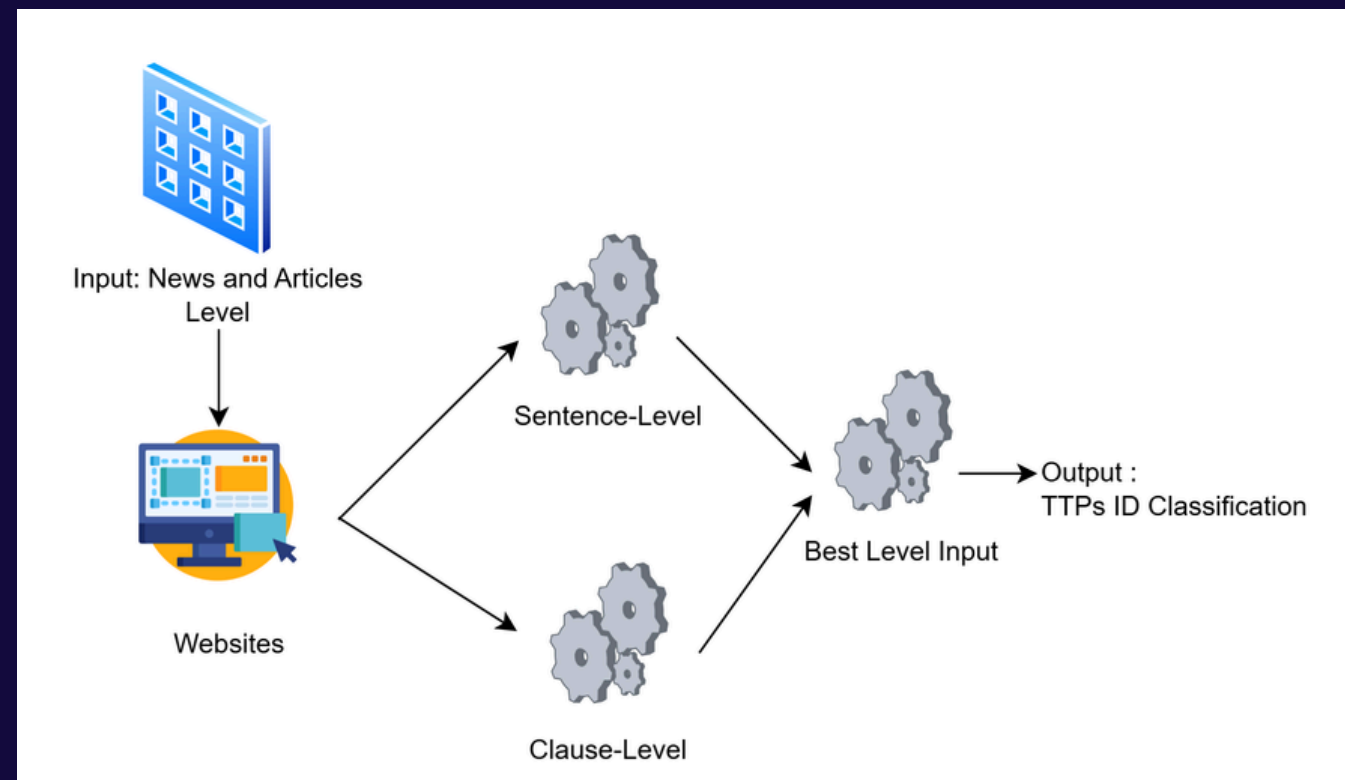 Input: News and Articles
Level
Sentence-Level
Output :
TTPs ID Classification
Best Level Input
Websites
Clause-Level